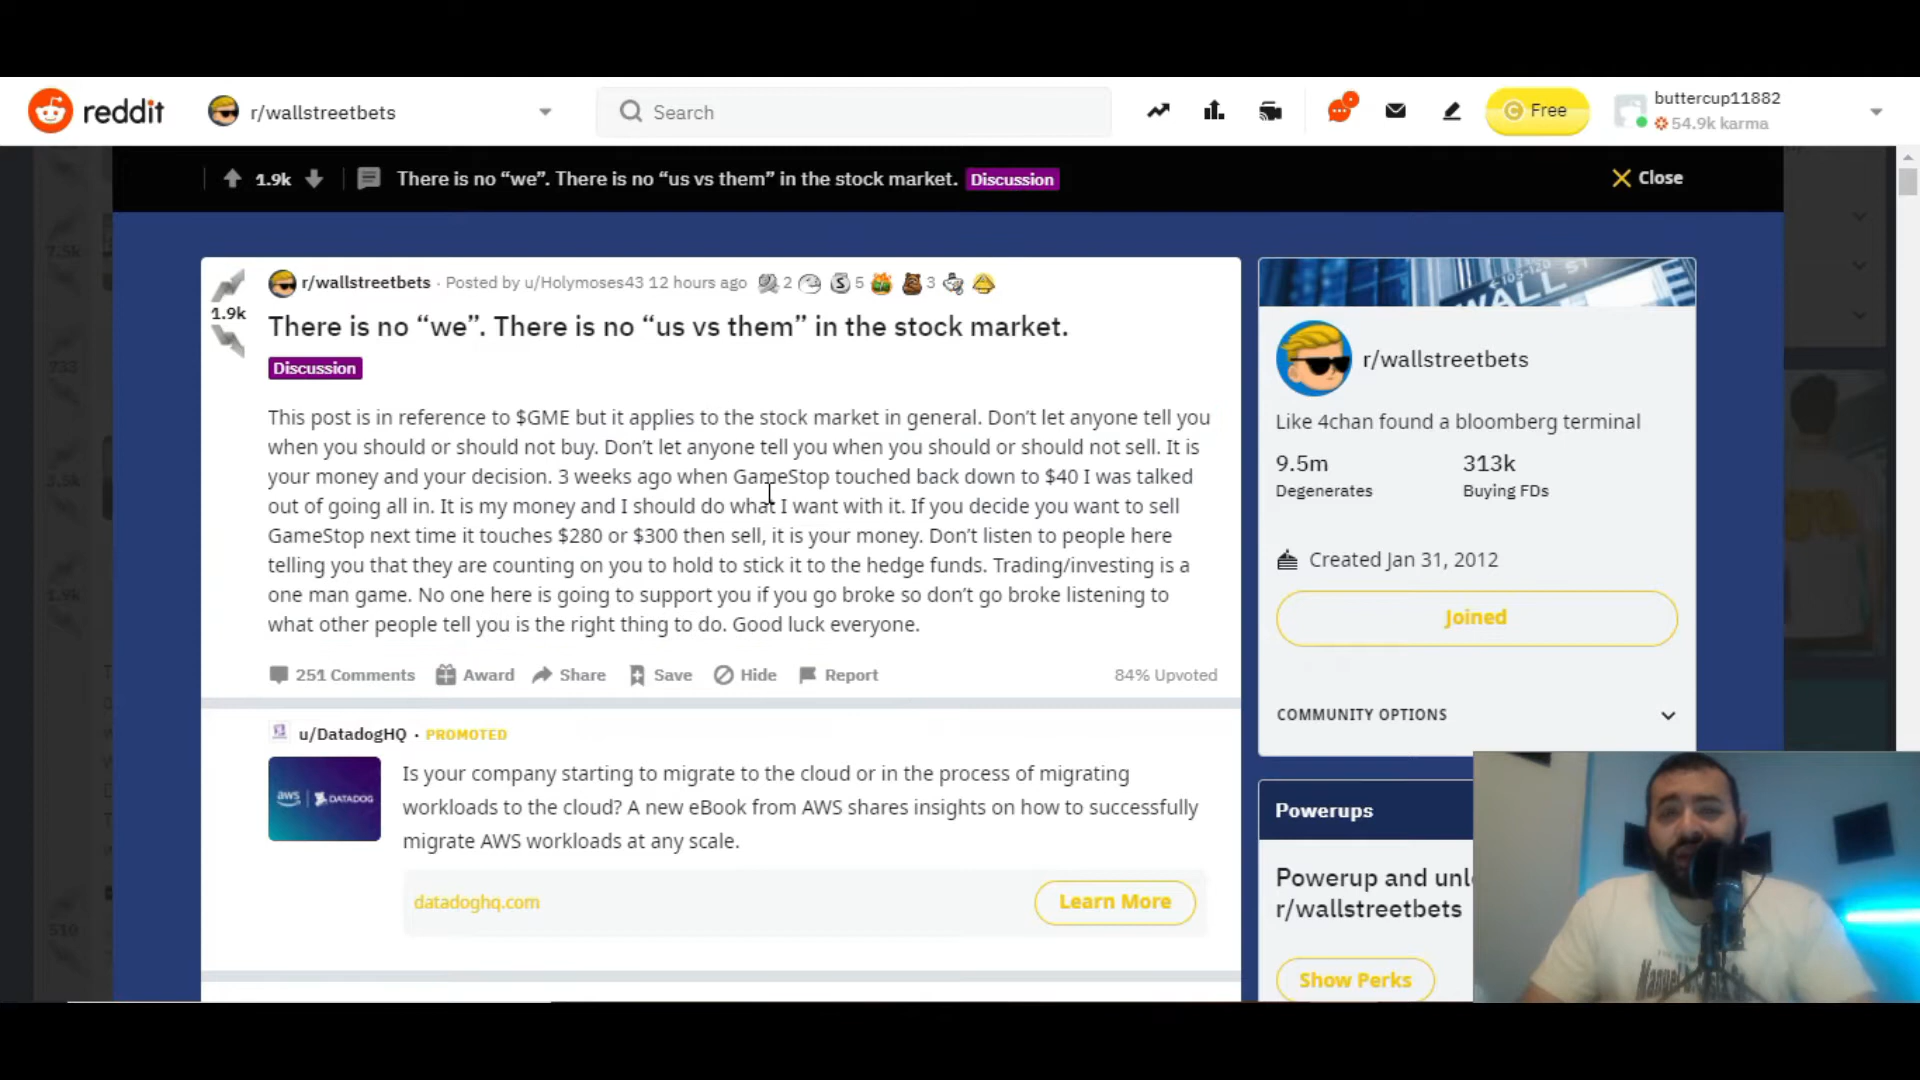 reddit
r/wallstreetbets
Search
Free
buttercup11882
54.9k karma
1.9k
There is no “we”. There is no “us vs them” in the stock market.
Discussion
Close
r/wallstreetbets · Posted by u/Holymoses43 12 hours ago 2 5 3
1.9k
There is no “we”. There is no “us vs them” in the stock market.
Discussion
This post is in reference to $GME but it applies to the stock market in general. Don’t let anyone tell you
when you should or should not buy. Don’t let anyone tell you when you should or should not sell. It is
your money and your decision. 3 weeks ago when GameStop touched back down to $40 I was talked
out of going all in. It is my money and I should do what I want with it. If you decide you want to sell
GameStop next time it touches $280 or $300 then sell, it is your money. Don’t listen to people here
telling you that they are counting on you to hold to stick it to the hedge funds. Trading/investing is a
one man game. No one here is going to support you if you go broke so don’t go broke listening to
what other people tell you is the right thing to do. Good luck everyone.
251 Comments Award Share Save Hide Report 84% Upvoted
u/DatadogHQ · PROMOTED
aws | DATADOG
Is your company starting to migrate to the cloud or in the process of migrating
workloads to the cloud? A new eBook from AWS shares insights on how to successfully
migrate AWS workloads at any scale.
datadoghq.com
Learn More
WALL ST
r/wallstreetbets
Like 4chan found a bloomberg terminal
9.5m 313k
Degenerates Buying FDs
Created Jan 31, 2012
Joined
COMMUNITY OPTIONS
Powerups
Powerup and unl
r/wallstreetbets
Show Perks
7.5k
733
3.5k
1.9k
510